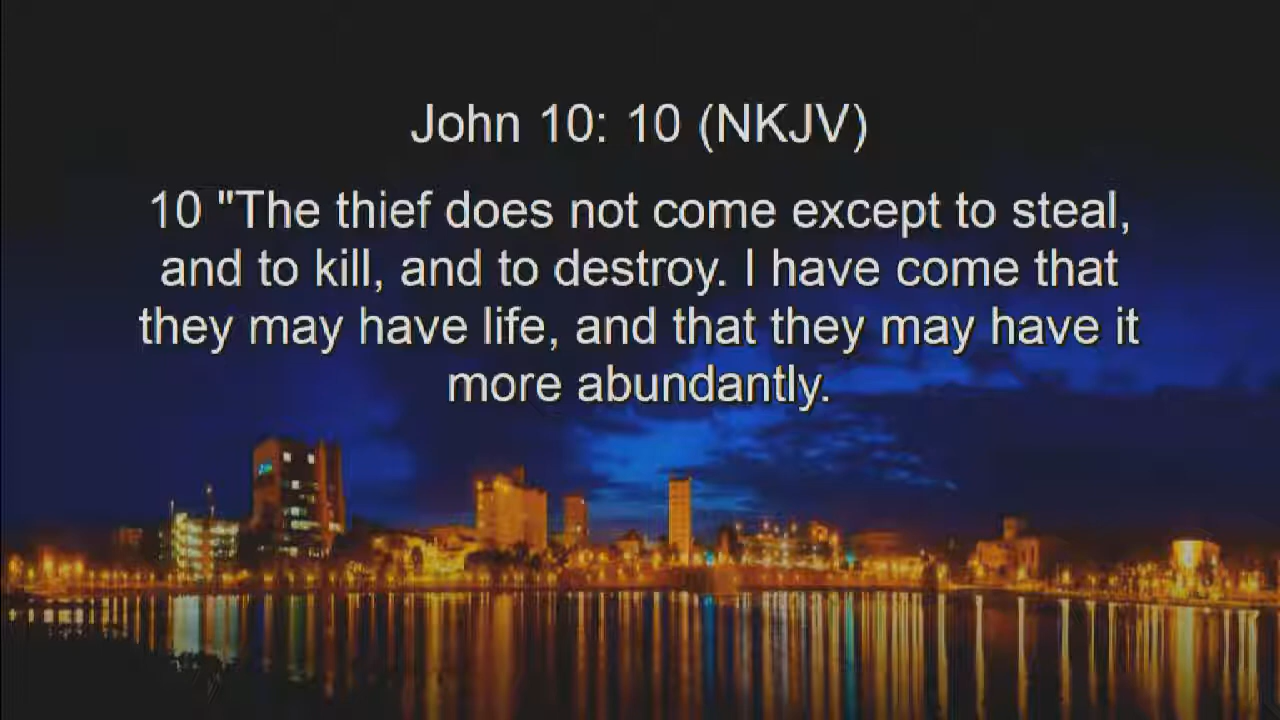 John 10: 10 (NKJV)
10 "The thief does not come except to steal,
and to kill, and to destroy. I have come that
they may have life, and that they may have it
more abundantly.